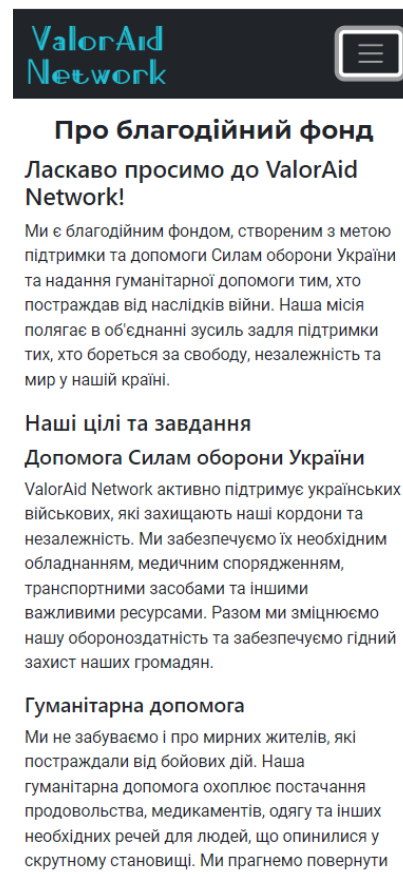 ValorAid
Network
Про благодійний фонд
Ласкаво просимо до ValorAid
Network!
Ми є благодійним фондом, створеним з метою
підтримки та допомоги Силам оборони України
та надання гуманітарної допомоги тим, хто
постраждав від наслідків війни. Наша місія
полягає в об'єднанні зусиль задля підтримки
тих, хто бореться за свободу, незалежність та
мир у нашій країні.
Наші цілі та завдання
Допомога Силам оборони України
ValorAid Network активно підтримує українських
військових, які захищають наші кордони та
незалежність. Ми забезпечуємо їх необхідним
обладнанням, медичним спорядженням,
транспортними засобами та іншими
важливими ресурсами. Разом ми зміцнюємо
нашу обороноздатність та забезпечуємо гідний
захист наших громадян.
Гуманітарна допомога
Ми не забуваємо і про мирних жителів, які
постраждали від бойових дій. Наша
гуманітарна допомога охоплює постачання
продовольства, медикаментів, одягу та інших
необхідних речей для людей, що опинилися у
скрутному становищі. Ми прагнемо повернути